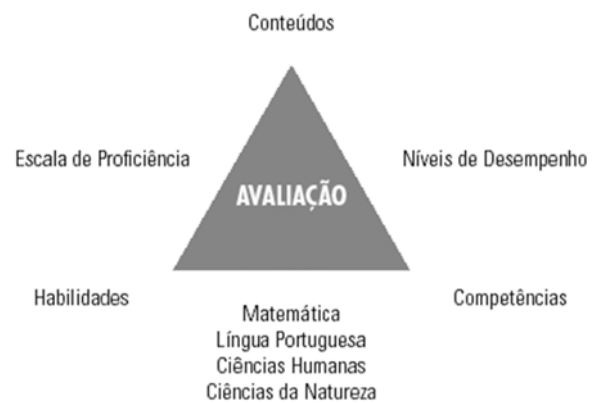 Conteúdos
Escala de Proficiência
Níveis de Desempenho
AVALIAÇÃO
Habilidades
Competências
Matemática
Língua Portuguesa
Ciências Humanas
Ciências da Natureza